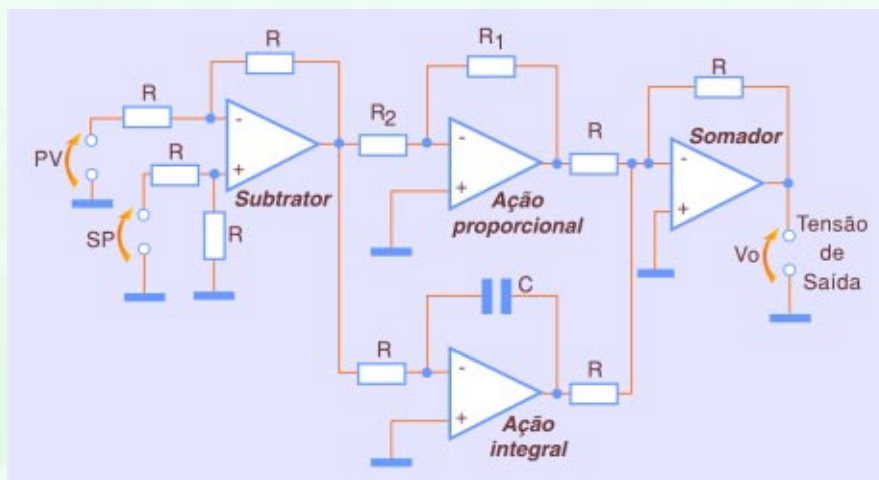 R
R
-
+
Subtrator
PV
R
SP
R
R1
R2
-
+
Ação
proporcional
R
R
Somador
-
+
Vo
Tensão
de
Saída
R
C
-
+
Ação
integral
R